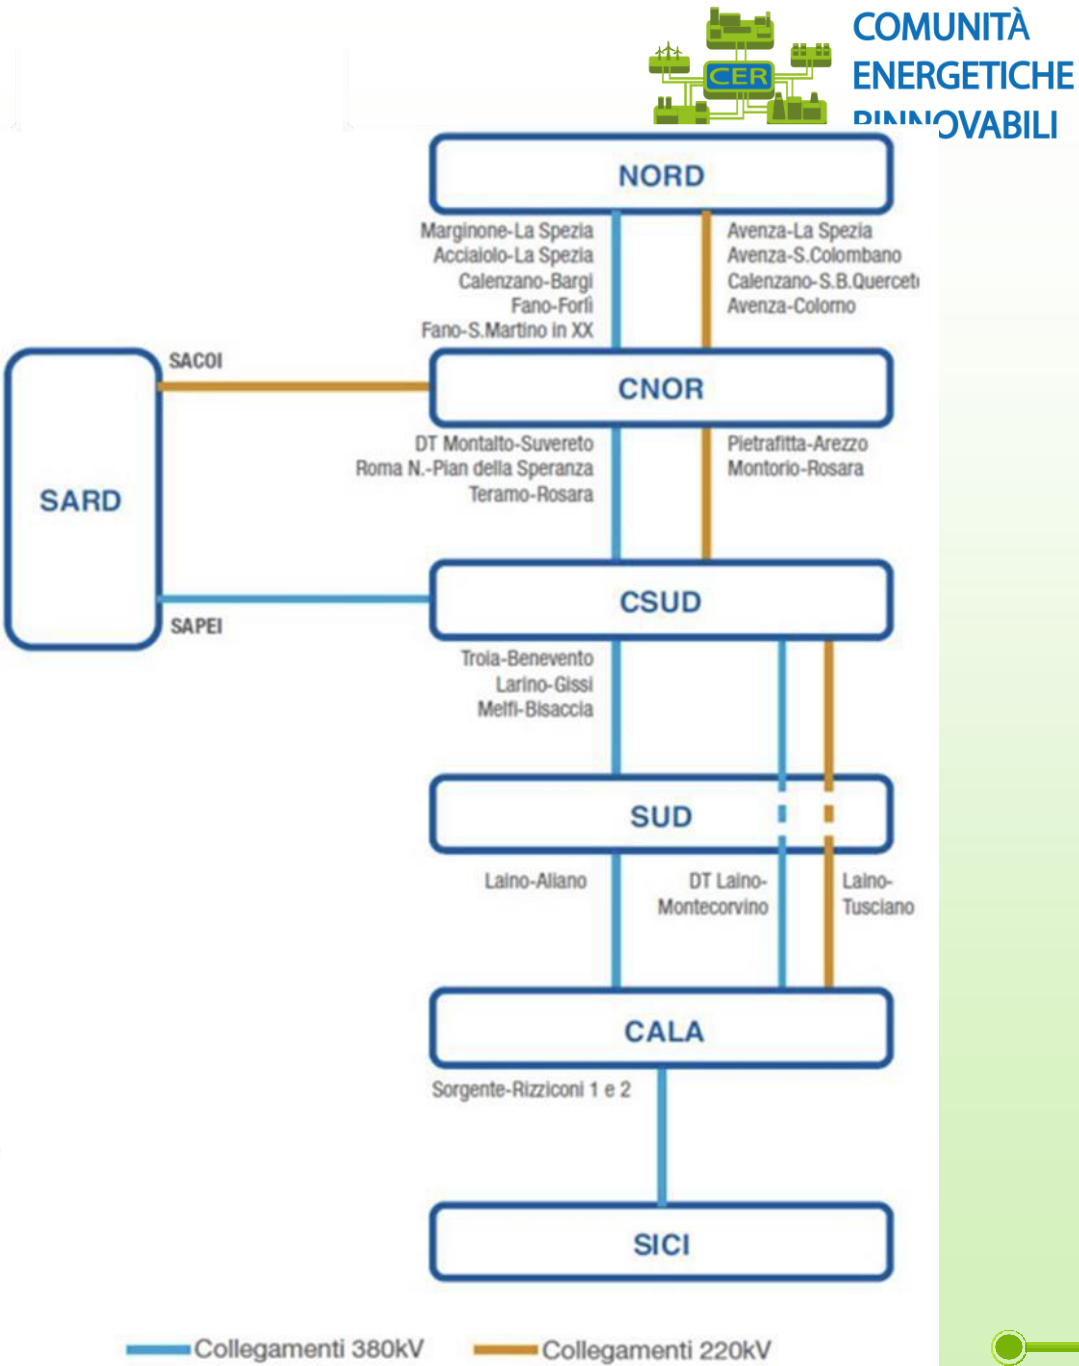 COMUNITÀ
ENERGETICHE
RINNOVABILI
CER
NORD
Marginone-La Spezia
Acciaiolo-La Spezia
Calenzano-Bargi
Fano-Forlì
Fano-S.Martino in XX
Avenza-La Spezia
Avenza-S.Colombano
Calenzano-S.B.Querceto
Avenza-Colorno
SACOI
CNOR
DT Montalto-Suvereto
Roma N.-Pian della Speranza
Teramo-Rosara
Pietrafitta-Arezzo
Montorio-Rosara
SARD
CSUD
SAPEI
Troia-Benevento
Larino-Gissi
Melfi-Bisaccia
SUD
Laino-Aliano
DT Laino-
Montecorvino
Laino-
Tusciano
CALA
Sorgente-Rizziconi 1 e 2
SICI
Collegamenti 380kV
Collegamenti 220kV